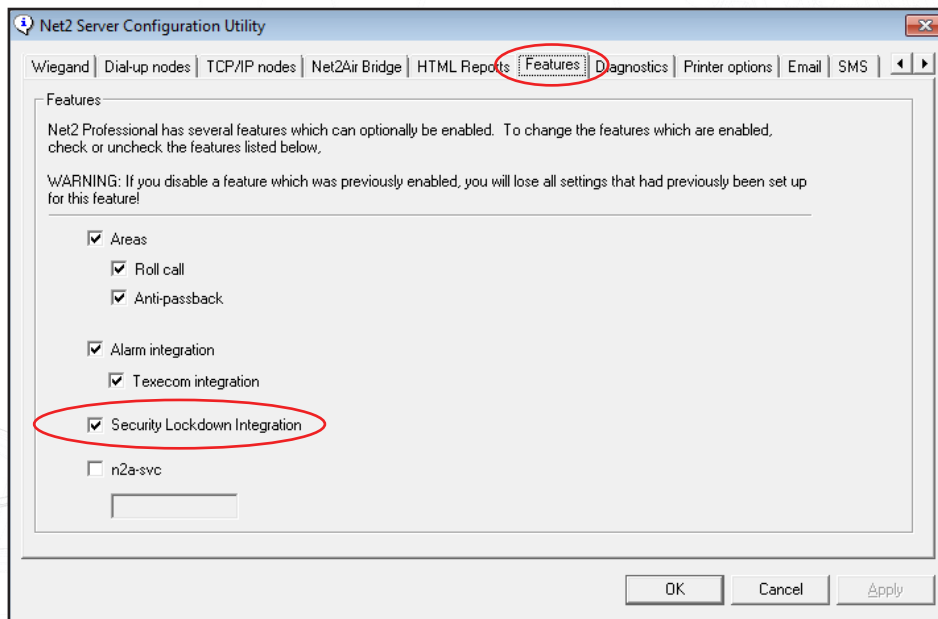 Net2 Server Configuration Utility
Wiegand Dial-up nodes TCP/IP nodes Net2Air Bridge HTML Reports Features Diagnostics Printer options Email SMS
Features
Net2 Professional has several features which can optionally be enabled. To change the features which are enabled,
check or uncheck the features listed below,
WARNING: If you disable a feature which was previously enabled, you will lose all settings that had previously been set up
for this feature!
Areas
Roll call
Anti-passback
Alarm integration
Texecom integration
Security Lockdown Integration
n2a-svc
OK Cancel Apply